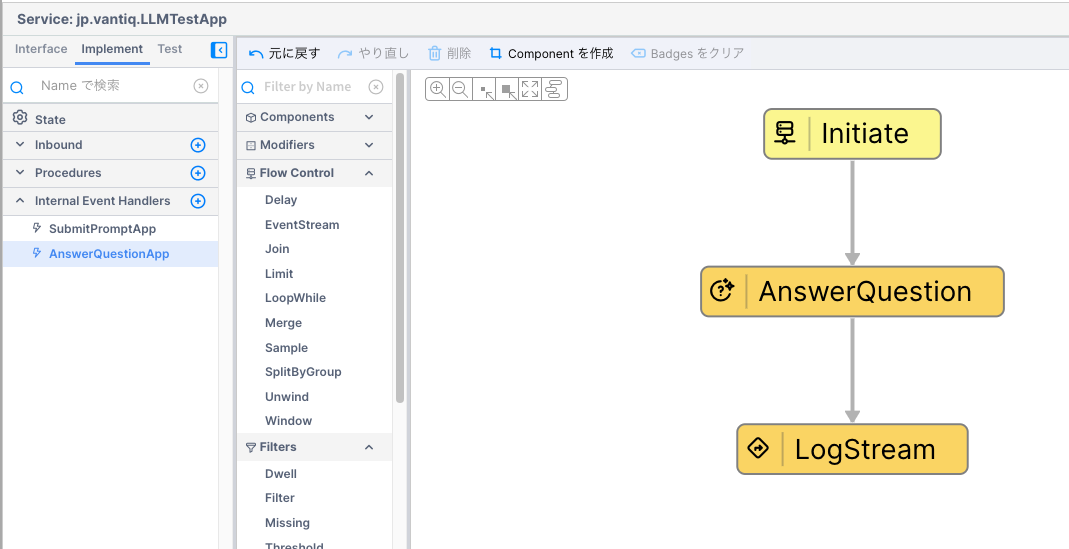 Service: jp.vantiq.LLMTestApp
Interface
Implement
Test
Name で検索
State
Inbound
Procedures
Internal Event Handlers
SubmitPromptApp
AnswerQuestionApp
元に戻す
やり直し
削除
Component を作成
Badges をクリア
Filter by Name
Components
Modifiers
Flow Control
Delay
EventStream
Join
Limit
LoopWhile
Merge
Sample
SplitByGroup
Unwind
Window
Filters
Dwell
Filter
Missing
Threshold
Initiate
AnswerQuestion
LogStream